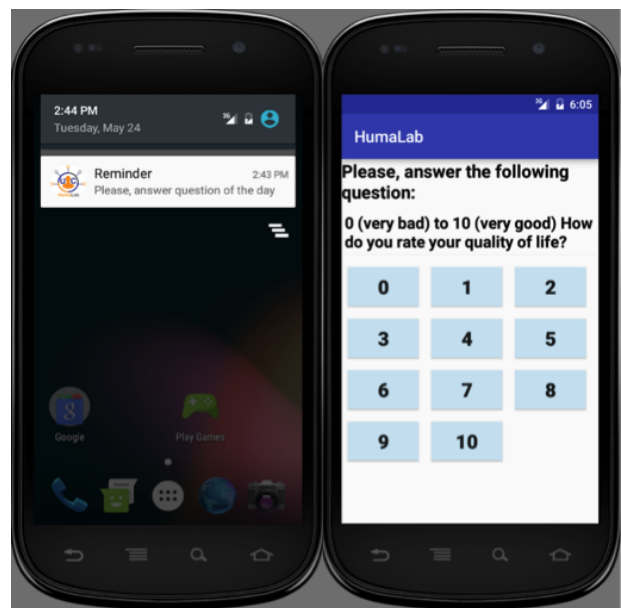 2:44 PM
Tuesday, May 24
3G
Reminder
2:43 PM
Please, answer question of the day
Google
Play Games
3G
6:05
HumaLab
Please, answer the following
question:
0 (very bad) to 10 (very good) How
do you rate your quality of life?
0 1 2
3 4 5
6 7 8
9 10